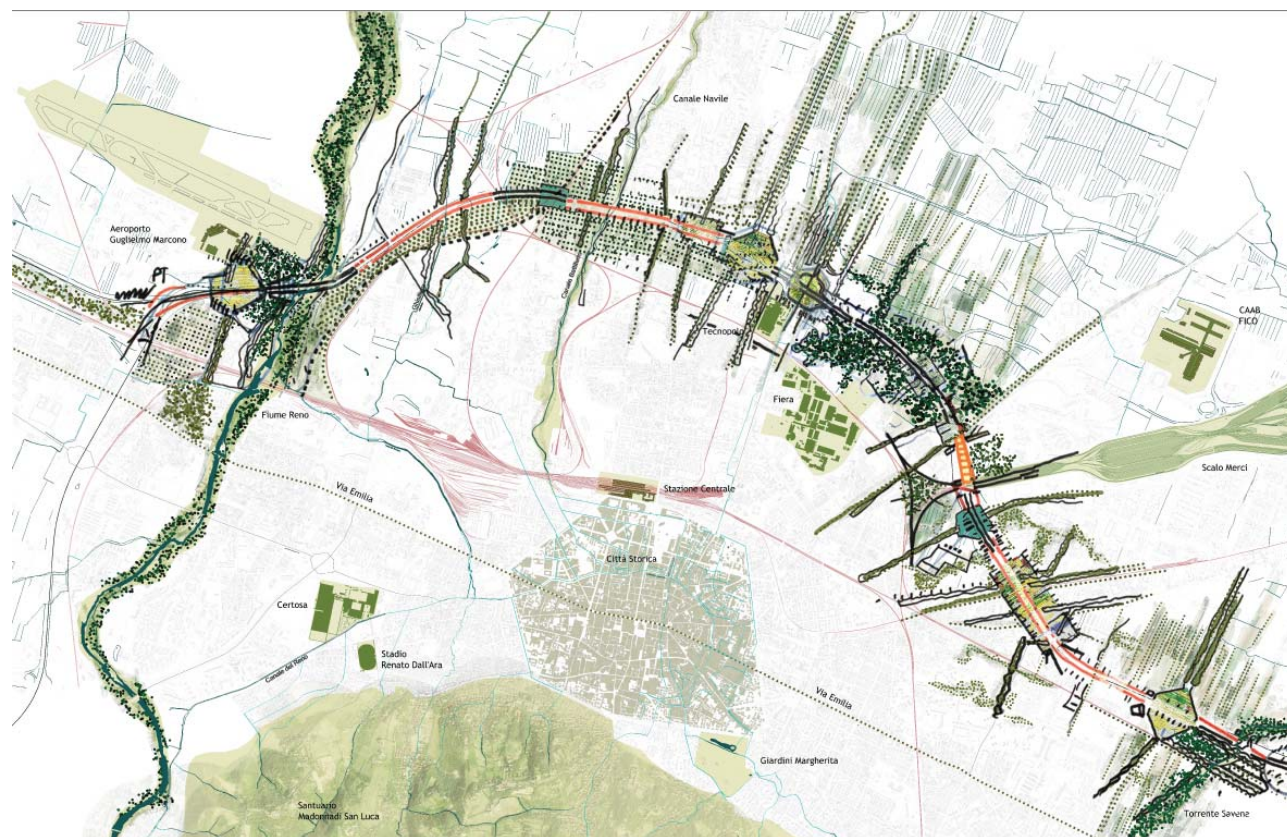 Canale Navile
Aeroporto
Guglielmo Marcono
PT
CAAB
FICO
Tecnopolo
Fiera
Fiume Reno
Scalo Merci
Stazione Centrale
Via Emilia
Città Storica
Certosa
Stadio
Renato Dall'Ara
Canale del Reno
Via Emilia
Giardini Margherita
Santuario
Madonnadi San Luca
Torrente Savena